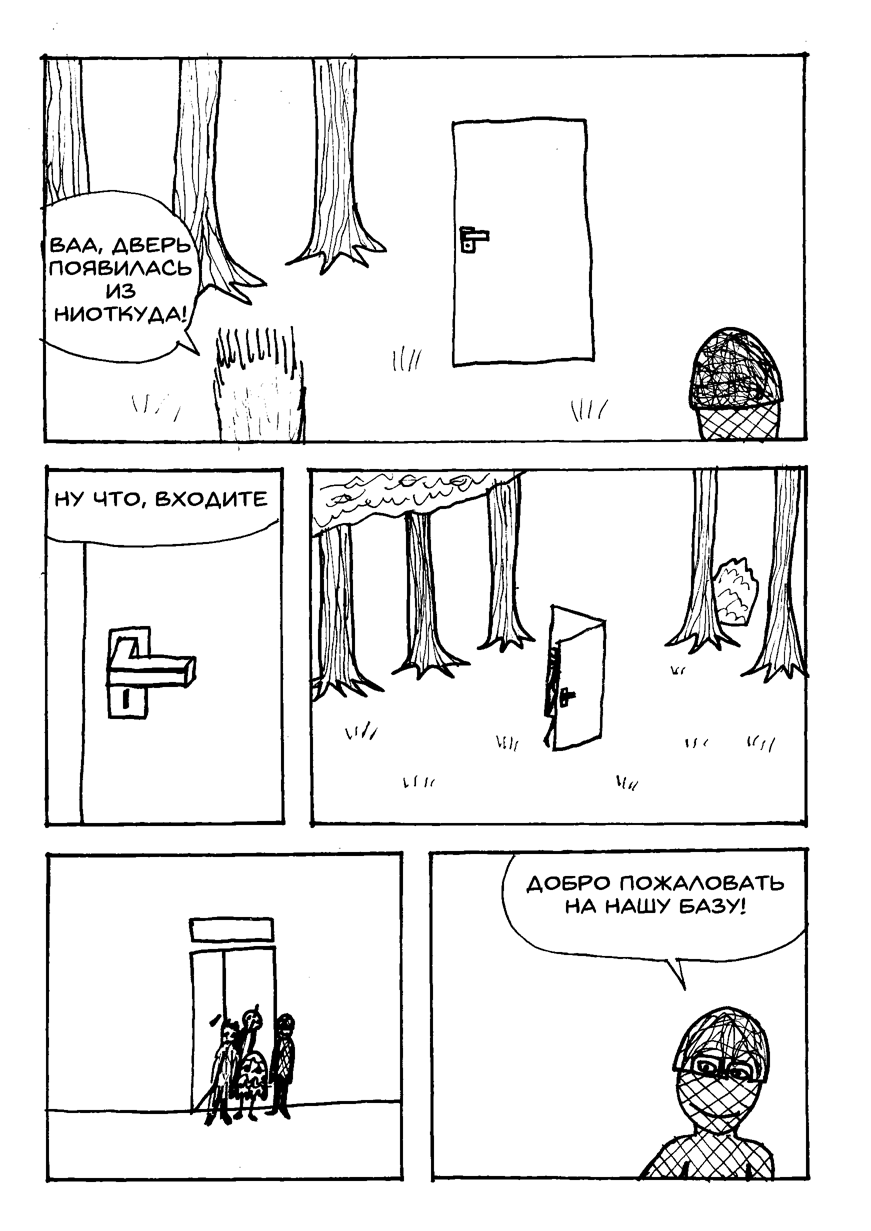 ВАА, ДВЕРЬ
ПОЯВИЛАСЬ
ИЗ
НИОТКУДА!
НУ ЧТО, ВХОДИТЕ
ДОБРО ПОЖАЛОВАТЬ
НА НАШУ БАЗУ!